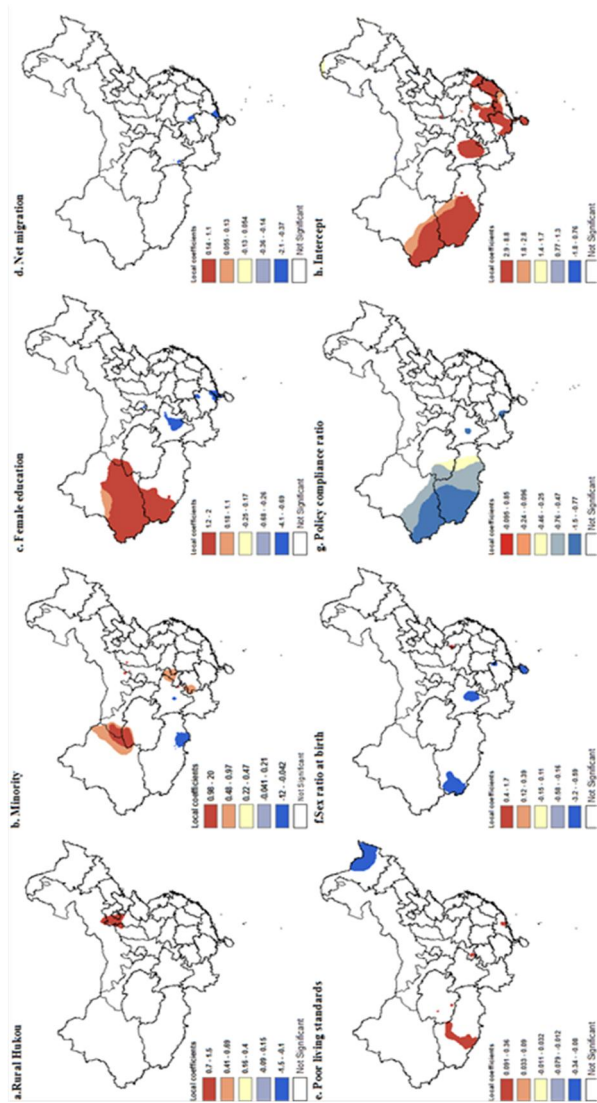 a.Rural Hukou
Local coefficients
0.7 - 1.5
0.41 - 0.69
0.16 - 0.4
-0.09 - 0.15
-1.5 - -0.1
Not Significant
b. Minority
Local coefficients
0.98 - 20
0.48 - 0.97
0.22 - 0.47
-0.041 - 0.21
-12 - -0.042
Not Significant
c. Female education
Local coefficients
1.2 - 2
0.18 - 1.1
-0.25 - 0.17
-0.68 - -0.26
-4.1 - -0.69
Not Significant
d. Net migration
Local coefficients
0.14 - 1.1
0.055 - 0.13
-0.13 - 0.054
-0.36 - -0.14
-2.1 - -0.37
Not Significant
e. Poor living standards
Local coefficients
0.091 - 0.36
0.033 - 0.09
-0.011 - 0.032
-0.079 - -0.012
-0.34 - -0.08
Not Significant
f.Sex ratio at birth
Local coefficients
0.4 - 1.7
0.12 - 0.39
-0.15 - 0.11
-0.58 - -0.16
-3.2 - -0.59
Not Significant
g. Policy compliance ratio
Local coefficients
-0.095 - 0.85
-0.24 - -0.096
-0.46 - -0.25
-0.76 - -0.47
-1.5 - -0.77
Not Significant
h. Intercept
Local coefficients
2.9 - 8.8
1.8 - 2.8
1.4 - 1.7
0.77 - 1.3
-1.8 - 0.76
Not Significant